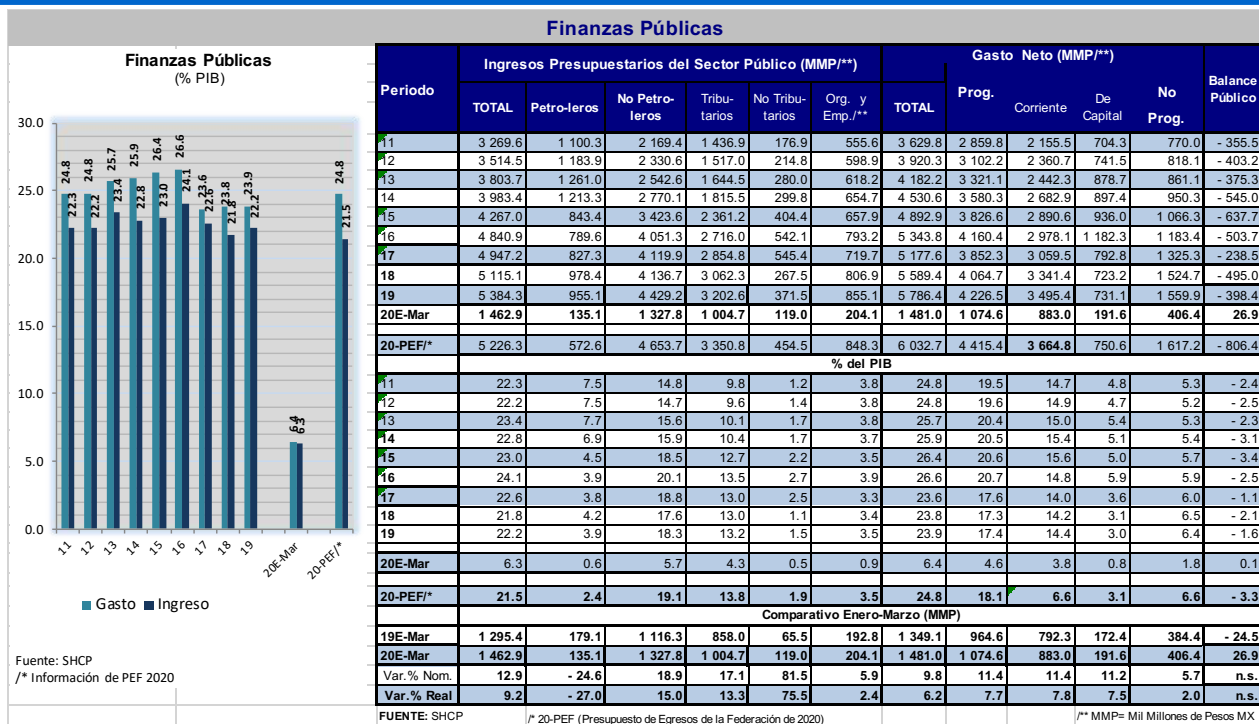 Finanzas Públicas
Finanzas Públicas
(% PIB)
30.0
25.0
20.0
15.0
10.0
5.0
0.0
24.8 22.3 24.8 22.2 25.7 23.4 25.9 22.8 26.4 23.0 26.6 24.1 23.6 22.6 23.8 21.8 23.9 22.2 6.4 6.3 24.8 21.5
11 12 13 14 15 16 17 18 19 20E-Mar 20-PEF/*
Gasto Ingreso
Fuente: SHCP
/* Información de PEF 2020
Periodo Ingresos Presupuestarios del Sector Público (MMP/**) Gasto Neto (MMP/**) Balance Público
TOTAL Petro-leros No Petro-leros Tribu-tarios No Tribu-tarios Org. y Emp./** TOTAL Prog. Corriente De Capital No Prog.
11 3 269.6 1 100.3 2 169.4 1 436.9 176.9 555.6 3 629.8 2 859.8 2 155.5 704.3 770.0 - 355.5
12 3 514.5 1 183.9 2 330.6 1 517.0 214.8 598.9 3 920.3 3 102.2 2 360.7 741.5 818.1 - 403.2
13 3 803.7 1 261.0 2 542.6 1 644.5 280.0 618.2 4 182.2 3 321.1 2 442.3 878.7 861.1 - 375.3
14 3 983.4 1 213.3 2 770.1 1 815.5 299.8 654.7 4 530.6 3 580.3 2 682.9 897.4 950.3 - 545.0
15 4 267.0 843.4 3 423.6 2 361.2 404.4 657.9 4 892.9 3 826.6 2 890.6 936.0 1 066.3 - 637.7
16 4 840.9 789.6 4 051.3 2 716.0 542.1 793.2 5 343.8 4 160.4 2 978.1 1 182.3 1 183.4 - 503.7
17 4 947.2 827.3 4 119.9 2 854.8 545.4 719.7 5 177.6 3 852.3 3 059.5 792.8 1 325.3 - 238.5
18 5 115.1 978.4 4 136.7 3 062.3 267.5 806.9 5 589.4 4 064.7 3 341.4 723.2 1 524.7 - 495.0
19 5 384.3 955.1 4 429.2 3 202.6 371.5 855.1 5 786.4 4 226.5 3 495.4 731.1 1 559.9 - 398.4
20E-Mar 1 462.9 135.1 1 327.8 1 004.7 119.0 204.1 1 481.0 1 074.6 883.0 191.6 406.4 26.9
20-PEF/* 5 226.3 572.6 4 653.7 3 350.8 454.5 848.3 6 032.7 4 415.4 3 664.8 750.6 1 617.2 - 806.4
% del PIB
11 22.3 7.5 14.8 9.8 1.2 3.8 24.8 19.5 14.7 4.8 5.3 - 2.4
12 22.2 7.5 14.7 9.6 1.4 3.8 24.8 19.6 14.9 4.7 5.2 - 2.5
13 23.4 7.7 15.6 10.1 1.7 3.8 25.7 20.4 15.0 5.4 5.3 - 2.3
14 22.8 6.9 15.9 10.4 1.7 3.7 25.9 20.5 15.4 5.1 5.4 - 3.1
15 23.0 4.5 18.5 12.7 2.2 3.5 26.4 20.6 15.6 5.0 5.7 - 3.4
16 24.1 3.9 20.1 13.5 2.7 3.9 26.6 20.7 14.8 5.9 5.9 - 2.5
17 22.6 3.8 18.8 13.0 2.5 3.3 23.6 17.6 14.0 3.6 6.0 - 1.1
18 21.8 4.2 17.6 13.0 1.1 3.4 23.8 17.3 14.2 3.1 6.5 - 2.1
19 22.2 3.9 18.3 13.2 1.5 3.5 23.9 17.4 14.4 3.0 6.4 - 1.6
20E-Mar 6.3 0.6 5.7 4.3 0.5 0.9 6.4 4.6 3.8 0.8 1.8 0.1
20-PEF/* 21.5 2.4 19.1 13.8 1.9 3.5 24.8 18.1 6.6 3.1 6.6 - 3.3
Comparativo Enero-Marzo (MMP)
19E-Mar 1 295.4 179.1 1 116.3 858.0 65.5 192.8 1 349.1 964.6 792.3 172.4 384.4 - 24.5
20E-Mar 1 462.9 135.1 1 327.8 1 004.7 119.0 204.1 1 481.0 1 074.6 883.0 191.6 406.4 26.9
Var.% Nom. 12.9 - 24.6 18.9 17.1 81.5 5.9 9.8 11.4 11.4 11.2 5.7 n.s.
Var.% Real 9.2 - 27.0 15.0 13.3 75.5 2.4 6.2 7.7 7.8 7.5 2.0 n.s.
FUENTE: SHCP /* 20-PEF (Presupuesto de Egresos de la Federación de 2020) /** MMP= Mil Millones de Pesos MX